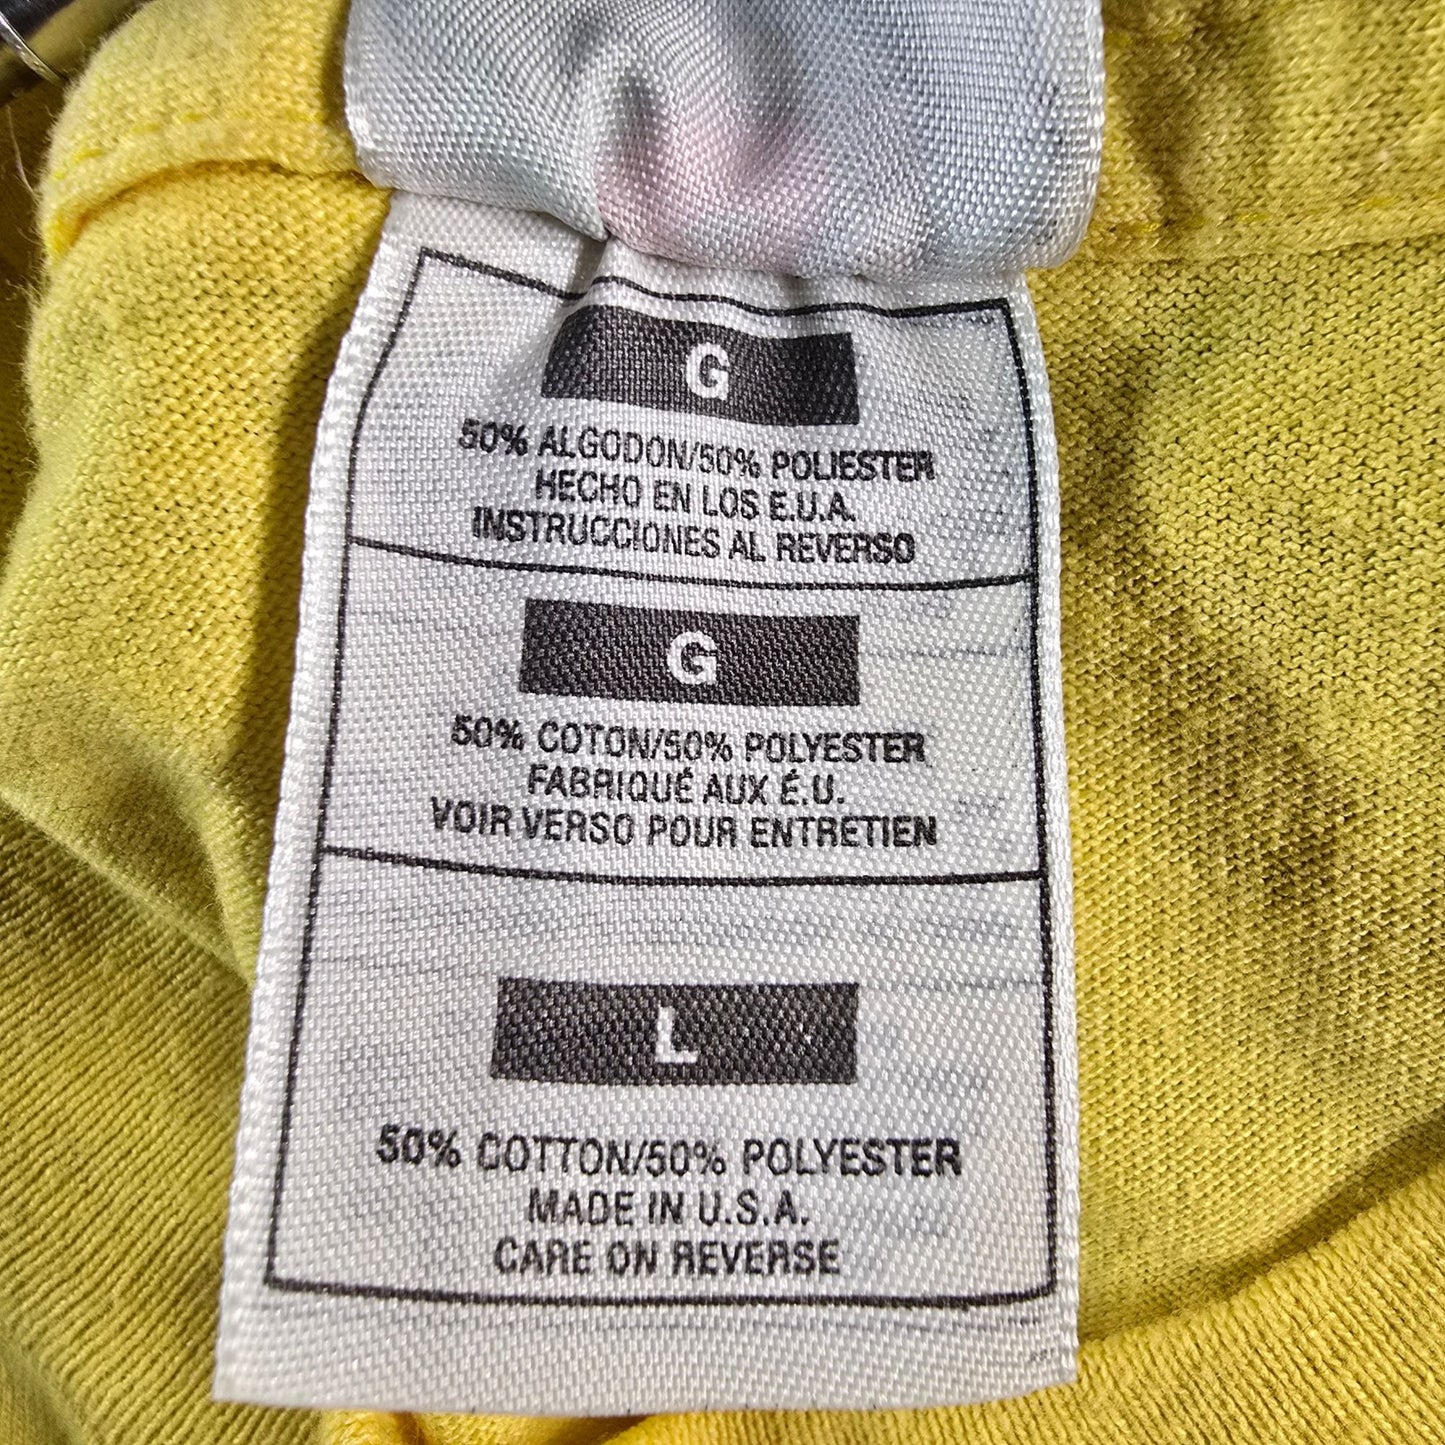 G
50% ALGODON/50% POLIESTER
HECHO EN LOS E.U.A.
INSTRUCCIONES AL REVERSO
G
50% COTON/50% POLYESTER
FABRIQUÉ AUX É.U.
VOIR VERSO POUR ENTRETIEN
L
50% COTTON/50% POLYESTER
MADE IN U.S.A.
CARE ON REVERSE